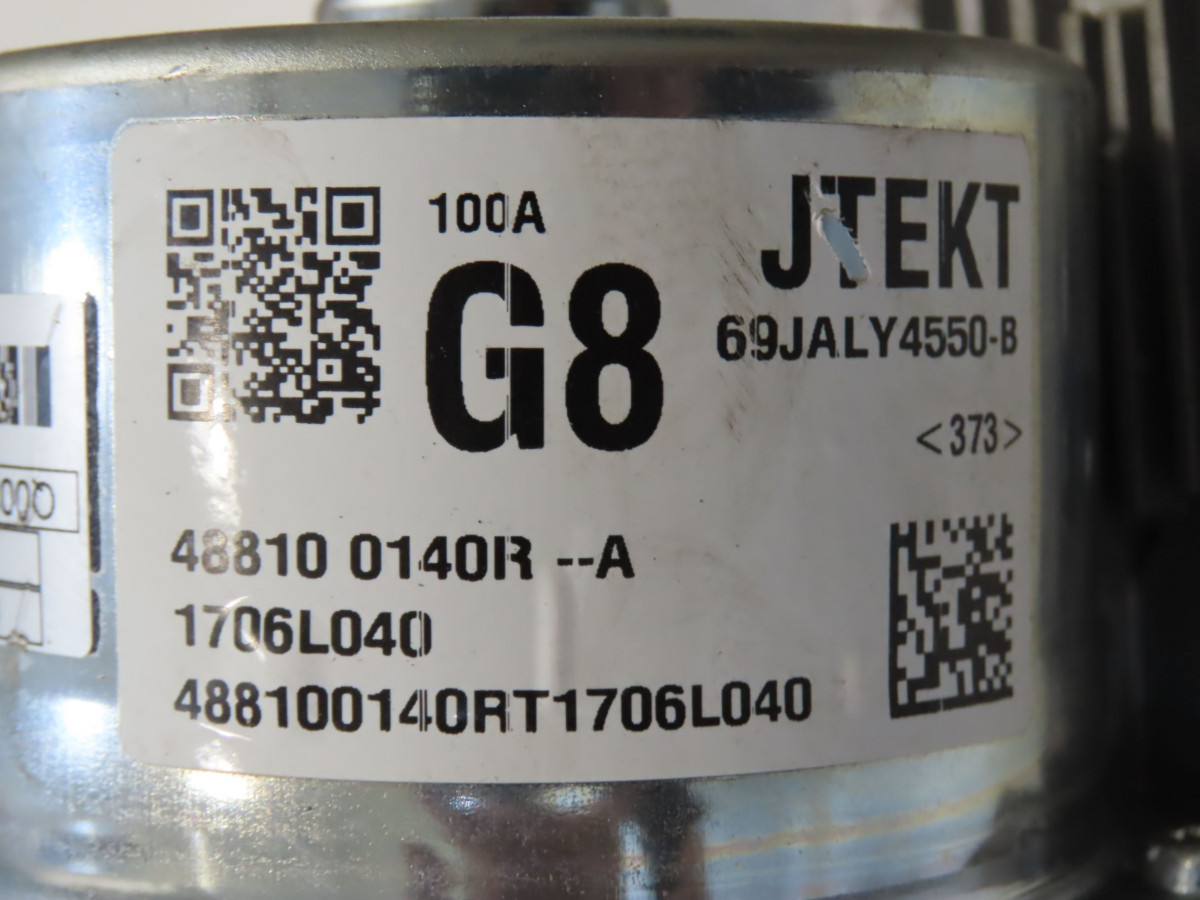 100A
JTEKT
G8
69JALY4550-B
<373>
48810 0140R --A
1706L040
488100140RT1706L040